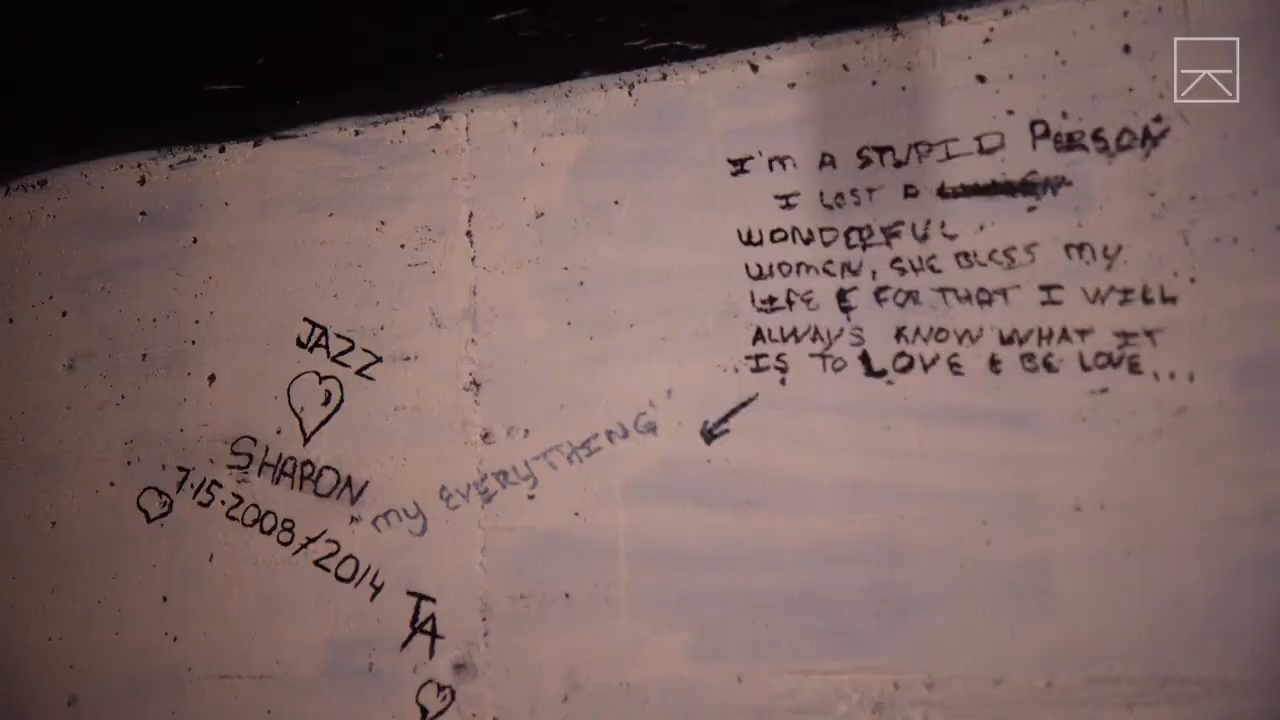 I'M A STUPID PERSON
I LOST A
WONDERFUL
WOMEN, SHE BLESS MY
LIFE & FOR THAT I WILL
ALWAYS KNOW WHAT IT
IS TO LOVE & BE LOVE...
JAZZ
SHARON
"MY EVERYTHING"
7·15·2008/2014
TA